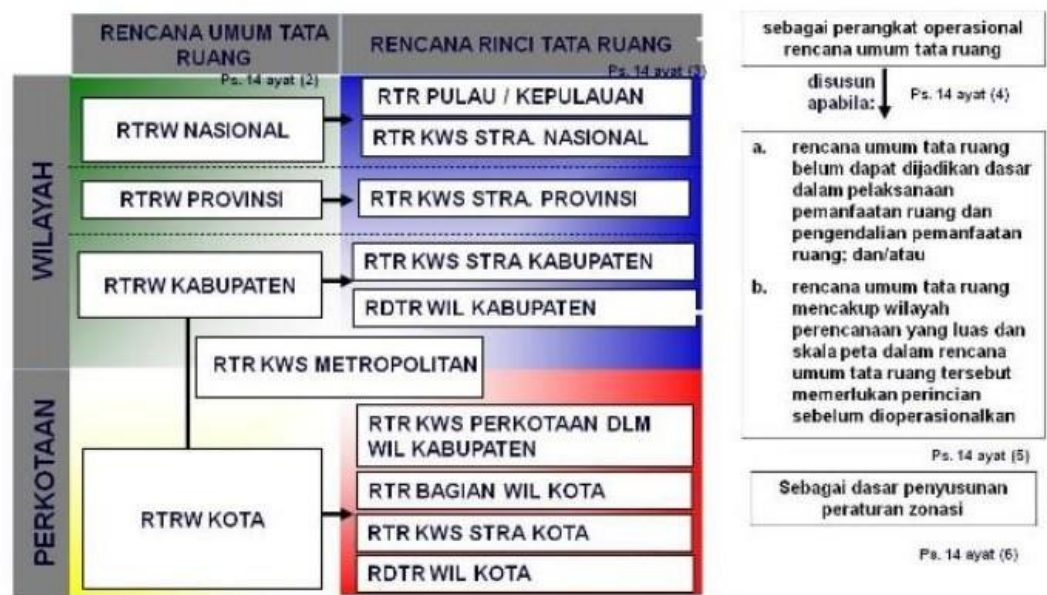 RENCANA UMUM TATA
RUANG
Ps. 14 ayat (2)
RENCANA RINCI TATA RUANG
Ps. 14 ayat (3)
WILAYAH
RTRW NASIONAL
RTR PULAU / KEPULAUAN
RTR KWS STRA. NASIONAL
RTRW PROVINSI
RTR KWS STRA. PROVINSI
RTRW KABUPATEN
RTR KWS STRA KABUPATEN
RDTR WIL KABUPATEN
RTR KWS METROPOLITAN
PERKOTAAN
RTRW KOTA
RTR KWS PERKOTAAN DLM
WIL KABUPATEN
RTR BAGIAN WIL KOTA
RTR KWS STRA KOTA
RDTR WIL KOTA
sebagai perangkat operasional
rencana umum tata ruang
disusun
apabila:
Ps. 14 ayat (4)
a. rencana umum tata ruang
belum dapat dijadikan dasar
dalam pelaksanaan
pemanfaatan ruang dan
pengendalian pemanfaatan
ruang; dan/atau
b. rencana umum tata ruang
mencakup wilayah
perencanaan yang luas dan
skala peta dalam rencana
umum tata ruang tersebut
memerlukan perincian
sebelum dioperasionalkan
Ps. 14 ayat (5)
Sebagai dasar penyusunan
peraturan zonasi
Ps. 14 ayat (6)